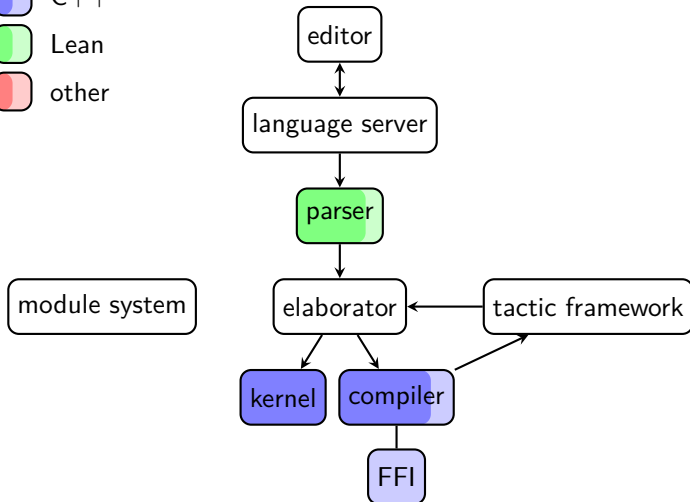 editor
Lean
other
language server
parser
module system
elaborator
tactic framework
kernel
compiler
FFI